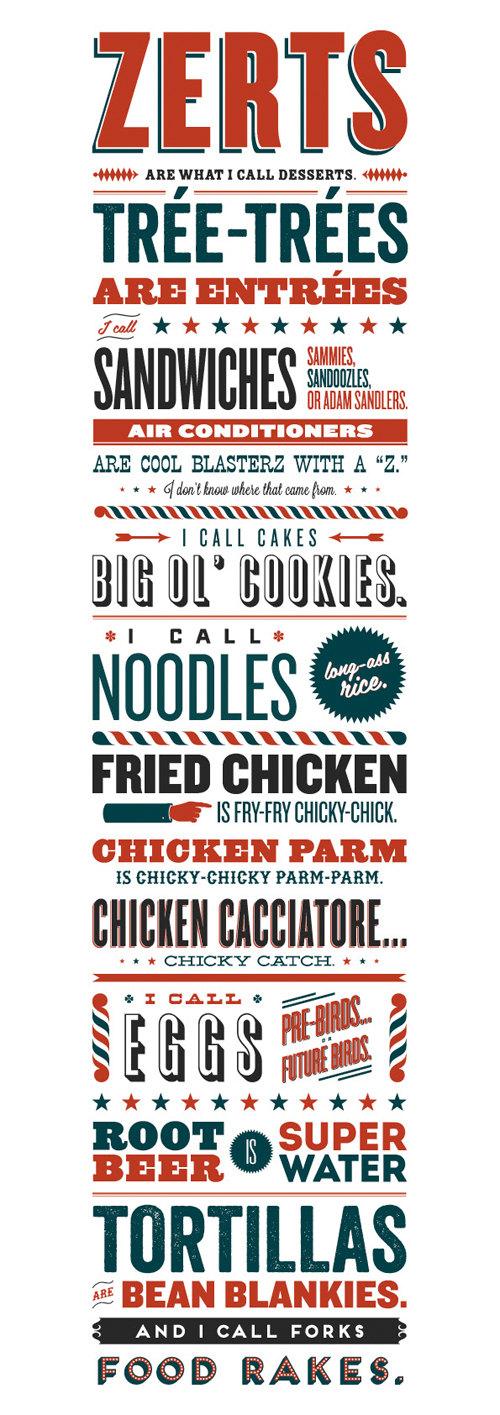 ZERTS
ARE WHAT I CALL DESSERTS.
TRÉE-TRÉES
ARE ENTRÉES
I call
SANDWICHES
SAMMIES,
SANDOOZLES,
OR ADAM SANDLERS.
AIR CONDITIONERS
ARE COOL BLASTERZ WITH A “Z.”
I don't know where that came from.
I CALL CAKES
BIG OL’ COOKIES.
I CALL
NOODLES
long-ass
rice.
FRIED CHICKEN
IS FRY-FRY CHICKY-CHICK.
CHICKEN PARM
IS CHICKY-CHICKY PARM-PARM.
CHICKEN CACCIATORE...
CHICKY CATCH.
I CALL
EGGS
PRE-BIRDS...
OR
FUTURE BIRDS.
ROOT
BEER
IS
SUPER
WATER
TORTILLAS
ARE
BEAN BLANKIES.
AND I CALL FORKS
FOOD RAKES.